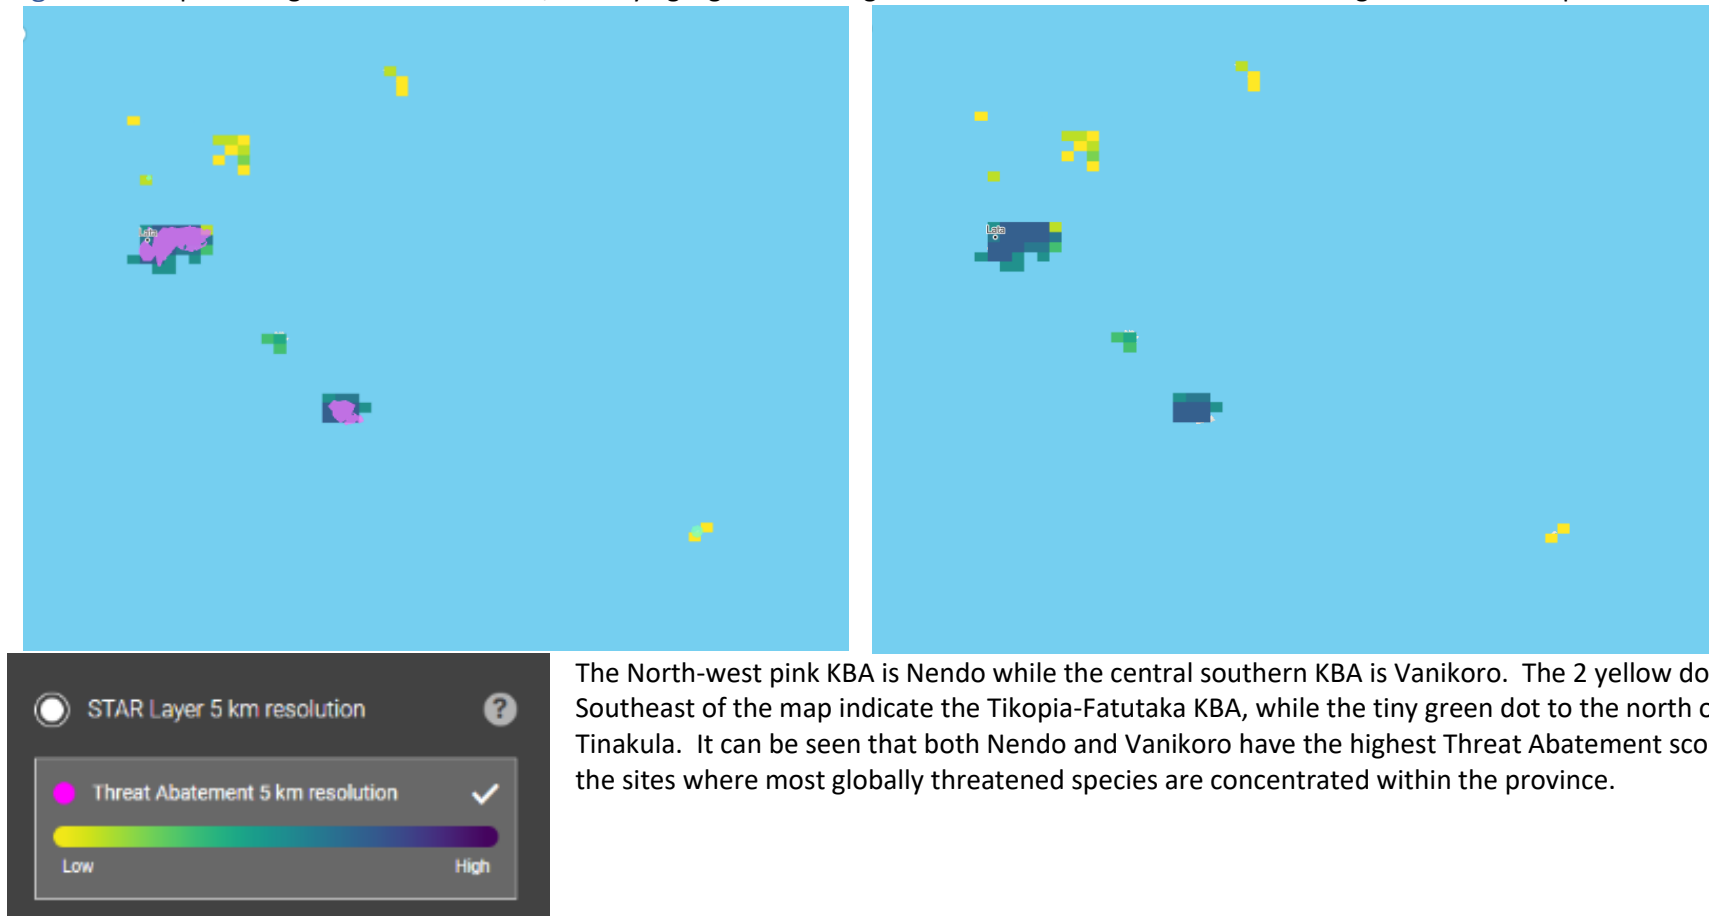 Lata
Lata
STAR Layer 5 km resolution
?
Threat Abatement 5 km resolution
Low
High
The North-west pink KBA is Nendo while the central southern KBA is Vanikoro. The 2 yellow do
Southeast of the map indicate the Tikopia-Fatutaka KBA, while the tiny green dot to the north o
Tinakula. It can be seen that both Nendo and Vanikoro have the highest Threat Abatement sco
the sites where most globally threatened species are concentrated within the province.